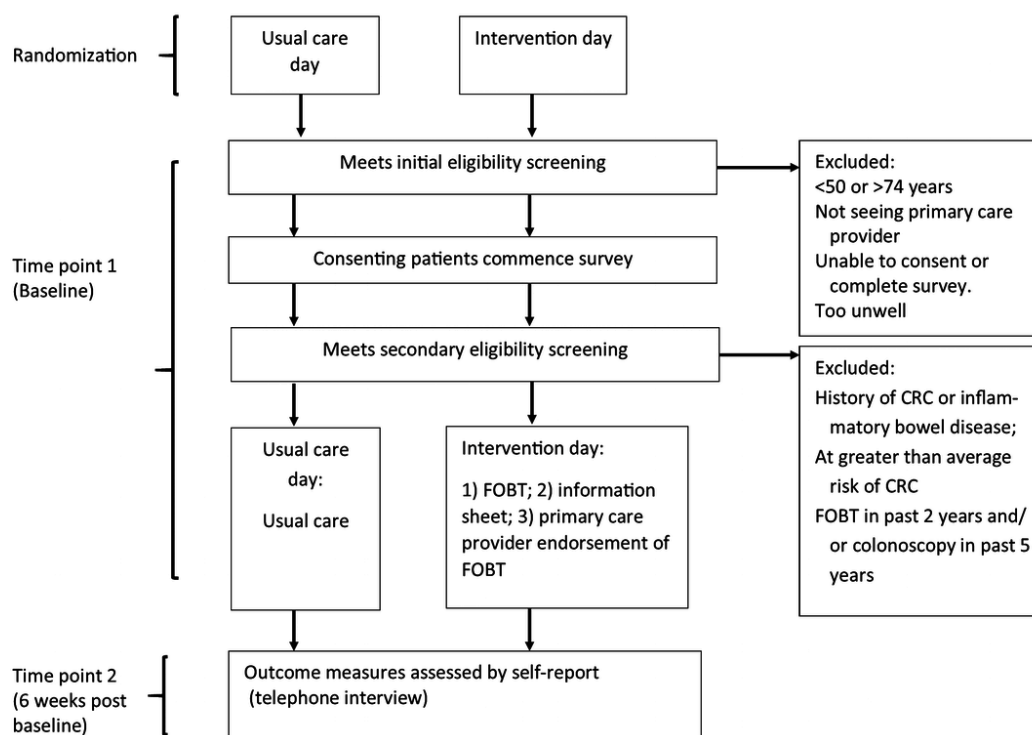 Randomization
Usual care
day
Intervention day
Meets initial eligibility screening
Excluded:
<50 or >74 years
Not seeing primary care
provider
Unable to consent or
complete survey.
Too unwell
Time point 1
(Baseline)
Consenting patients commence survey
Meets secondary eligibility screening
Excluded:
History of CRC or inflam-
matory bowel disease;
At greater than average
risk of CRC
FOBT in past 2 years and/
or colonoscopy in past 5
years
Usual care
day:
Usual care
Intervention day:
1) FOBT; 2) information
sheet; 3) primary care
provider endorsement of
FOBT
Time point 2
(6 weeks post
baseline)
Outcome measures assessed by self-report
(telephone interview)